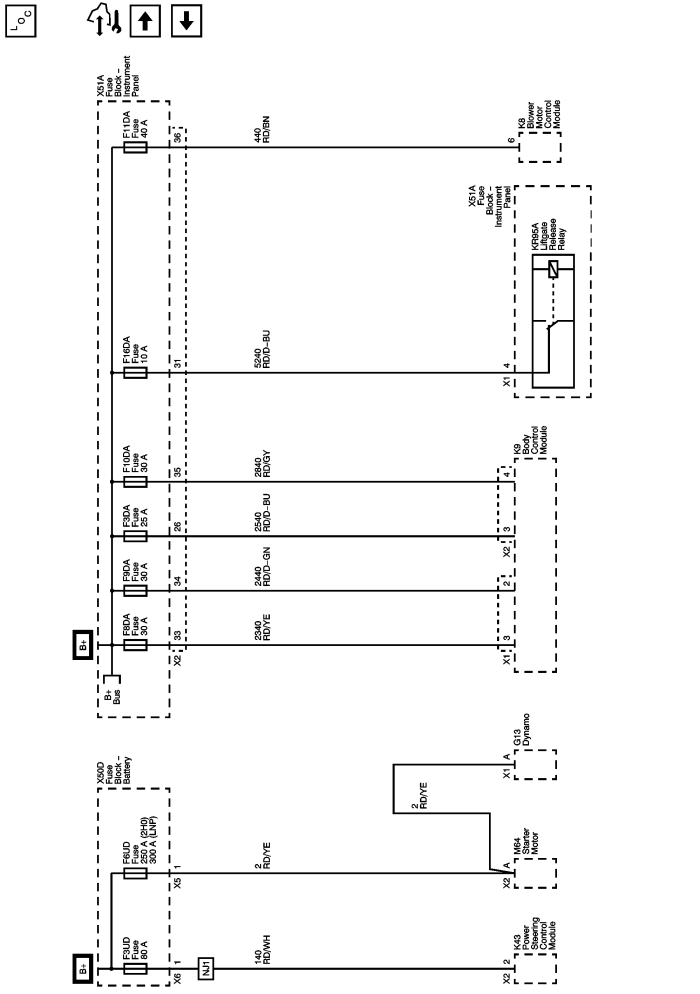 LOC
X50D
Fuse
Block –
Battery
B+
F3UD
Fuse
80 A
X6
1
NJ1
140
RD/WH
X2
2
K43
Power
Steering
Control
Module
F6UD
Fuse
250 A (2H0)
300 A (LNP)
X5
1
2
RD/YE
X2
A
M64
Starter
Motor
2
RD/YE
X1
A
G13
Dynamo
X51A
Fuse
Block –
Instrument
Panel
B+
B+
Bus
F8DA
Fuse
30 A
X2
33
2340
RD/YE
X1
3
F9DA
Fuse
30 A
34
2440
RD/D–GN
2
F3DA
Fuse
25 A
26
2540
RD/D–BU
X2
3
F10DA
Fuse
30 A
35
2840
RD/GY
4
K9
Body
Control
Module
F16DA
Fuse
10 A
31
5240
RD/D–BU
X1
4
X51A
Fuse
Block –
Instrument
Panel
KR95A
Liftgate
Release
Relay
F11DA
Fuse
40 A
36
440
RD/BN
6
K8
Blower
Motor
Control
Module